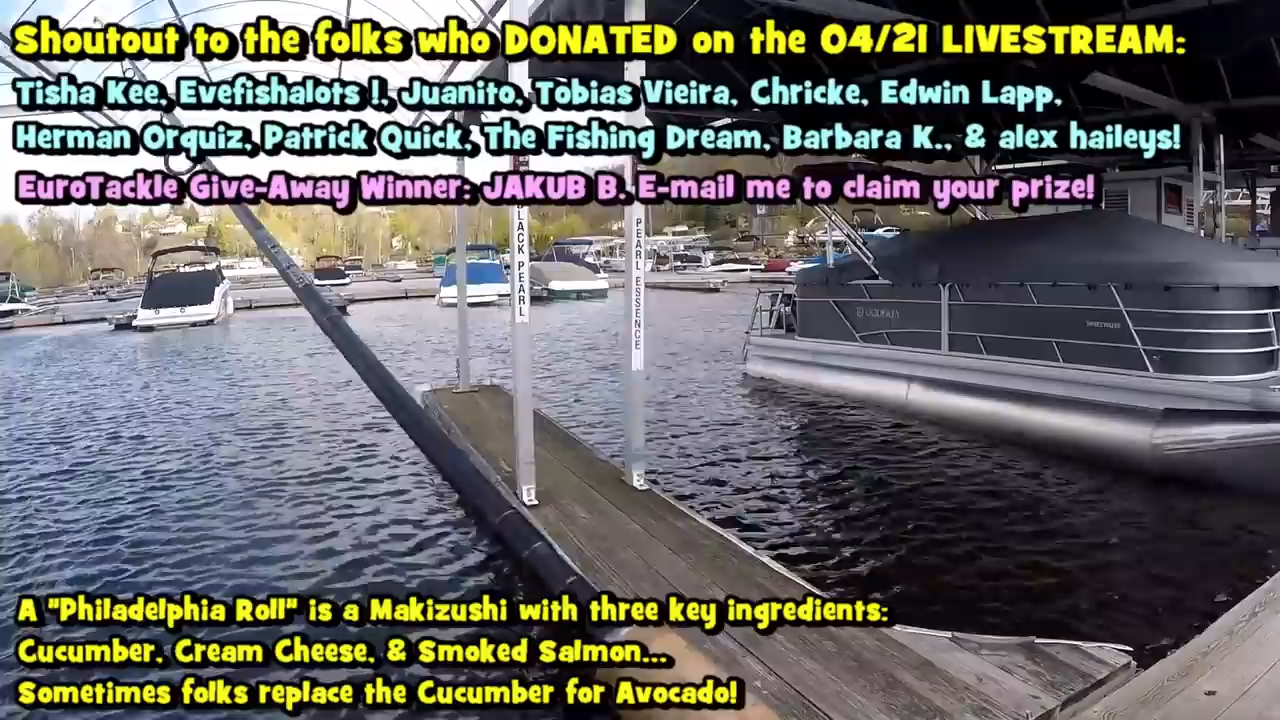 Shoutout to the folks who DONATED on the 04/21 LIVESTREAM:
Tisha Kee, Evefishalots !, Juanito, Tobias Vieira, Chricke, Edwin Lapp,
Herman Orquiz, Patrick Quick, The Fishing Dream, Barbara K., & alex haileys!
EuroTackle Give-Away Winner: JAKUB B. E-mail me to claim your prize!
BLACK PEARL
PEARL ESSENCE
SWEETWATER
A "Philadelphia Roll" is a Makizushi with three key ingredients:
Cucumber, Cream Cheese, & Smoked Salmon...
Sometimes folks replace the Cucumber for Avocado!